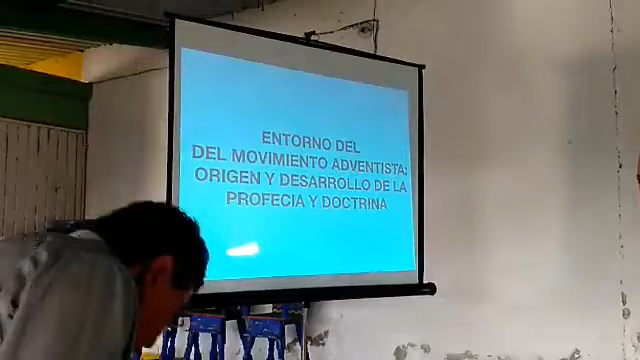 ENTORNO DEL
DEL MOVIMIENTO ADVENTISTA:
ORIGEN Y DESARROLLO DE LA
PROFECIA Y DOCTRINA